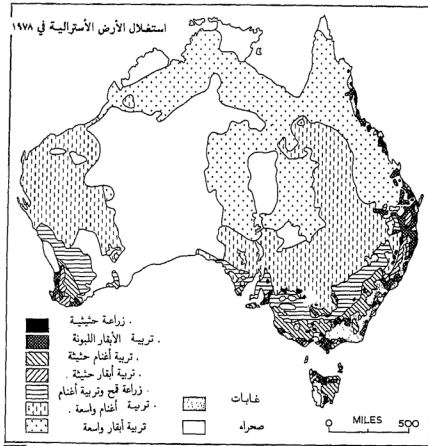 استغلال الأرض الأسترالية في ١٩٧٨
زراعة حثيثية .
تربية الأبقار اللبونة .
تربية أغنام حثيثة .
تربية أبقار حثيثة .
زراعة قمح وتربية أغنام .
تربية أغنام واسعة .
تربية أبقار واسعة
غابات
صحراء
0 MILES 500